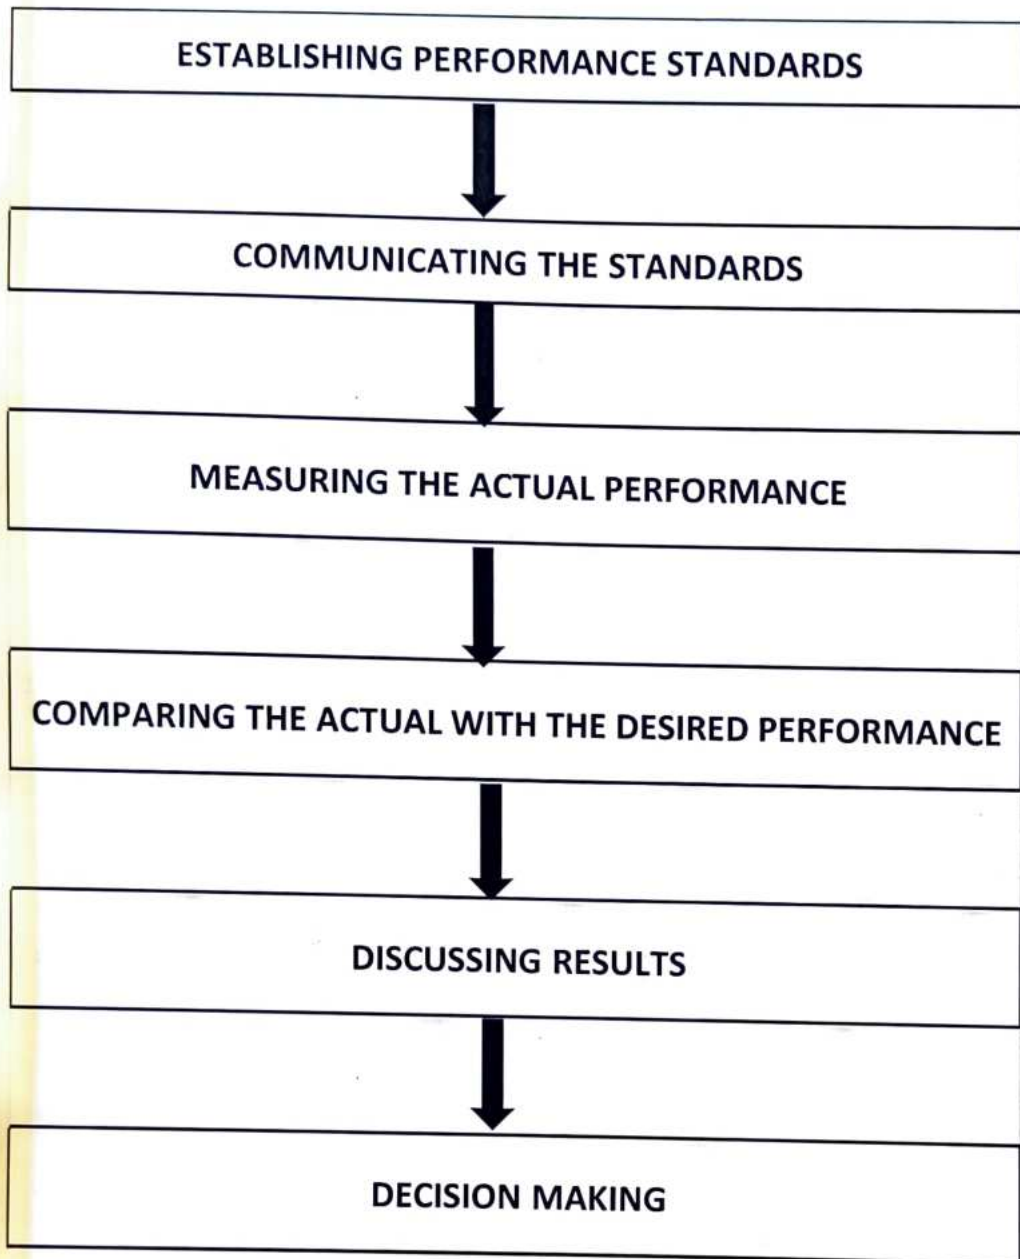 ESTABLISHING PERFORMANCE STANDARDS
COMMUNICATING THE STANDARDS
MEASURING THE ACTUAL PERFORMANCE
COMPARING THE ACTUAL WITH THE DESIRED PERFORMANCE
DISCUSSING RESULTS
DECISION MAKING